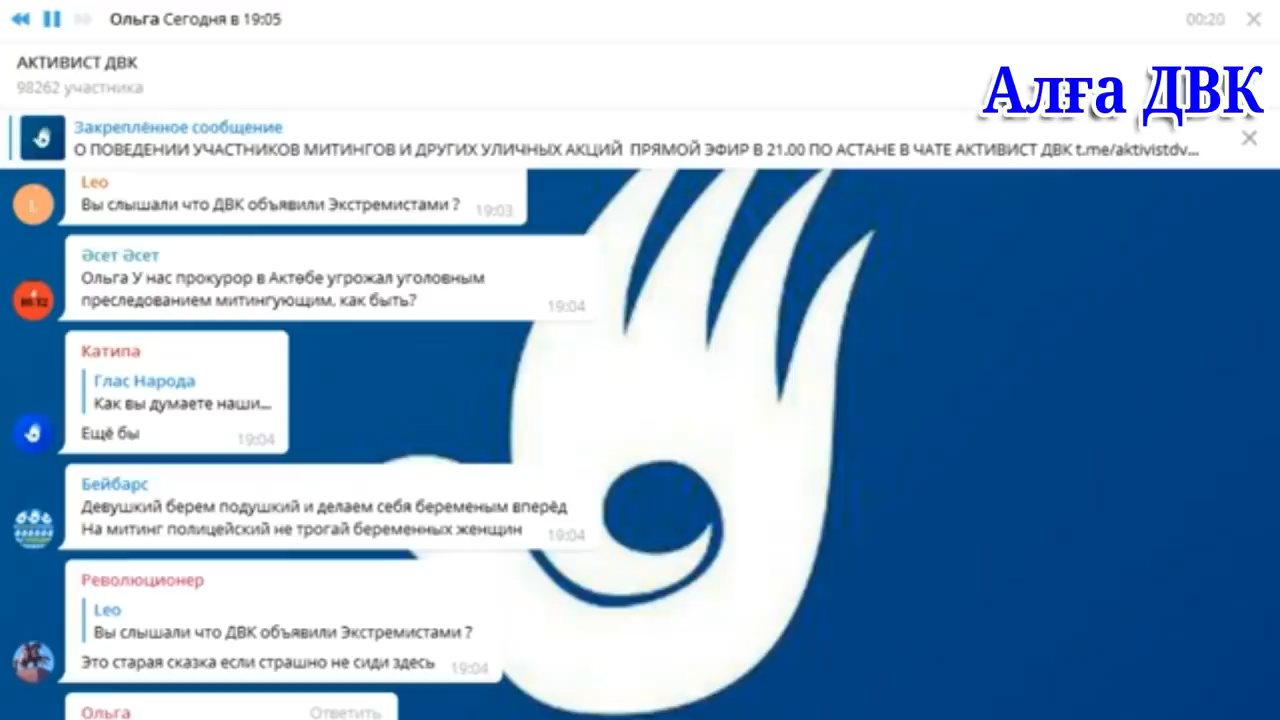 Ольга Сегодня в 19:05
00:20
АКТИВИСТ ДВК
98262 участника
Алға ДВК
Закреплённое сообщение
О ПОВЕДЕНИИ УЧАСТНИКОВ МИТИНГОВ И ДРУГИХ УЛИЧНЫХ АКЦИЙ ПРЯМОЙ ЭФИР В 21.00 ПО АСТАНЕ В ЧАТЕ АКТИВИСТ ДВК t.me/aktivistdv...
L
Leo
Вы слышали что ДВК объявили Экстремистами ?
19:03
Әсет Әсет
Ольга У нас прокурор в Актөбе угрожал уголовным
преследованием митингующим, как быть?
19:04
Катипа
Глас Народа
Как вы думаете наши...
Ещё бы
19:04
Бейбарс
Девушкий берем подушкий и делаем себя беременым вперёд
На митинг полицейский не трогай беременных женщин
19:04
Революционер
Leo
Вы слышали что ДВК объявили Экстремистами ?
Это старая сказка если страшно не сиди здесь
19:04
Ольга
Ответить